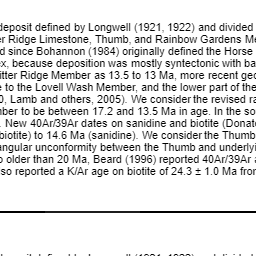 deposit defined by Longwell (1921, 1922) and divided
er Ridge Limestone, Thumb, and Rainbow Gardens Me
d since Bohannon (1984) originally defined the Horse
ex, because deposition was mostly syntectonic with ba
itter Ridge Member as 13.5 to 13 Ma, more recent geo
e to the Lovell Wash Member, and the lower part of the
0, Lamb and others, 2005). We consider the revised ra
mber to be between 17.2 and 13.5 Ma in age. In the so
. New 40Ar/39Ar dates on sanidine and biotite (Donat
biotite) to 14.6 Ma (sanidine). We consider the Thumb
angular unconformity between the Thumb and underlyi
o older than 20 Ma, Beard (1996) reported 40Ar/39Ar a
so reported a K/Ar age on biotite of 24.3 ± 1.0 Ma fror